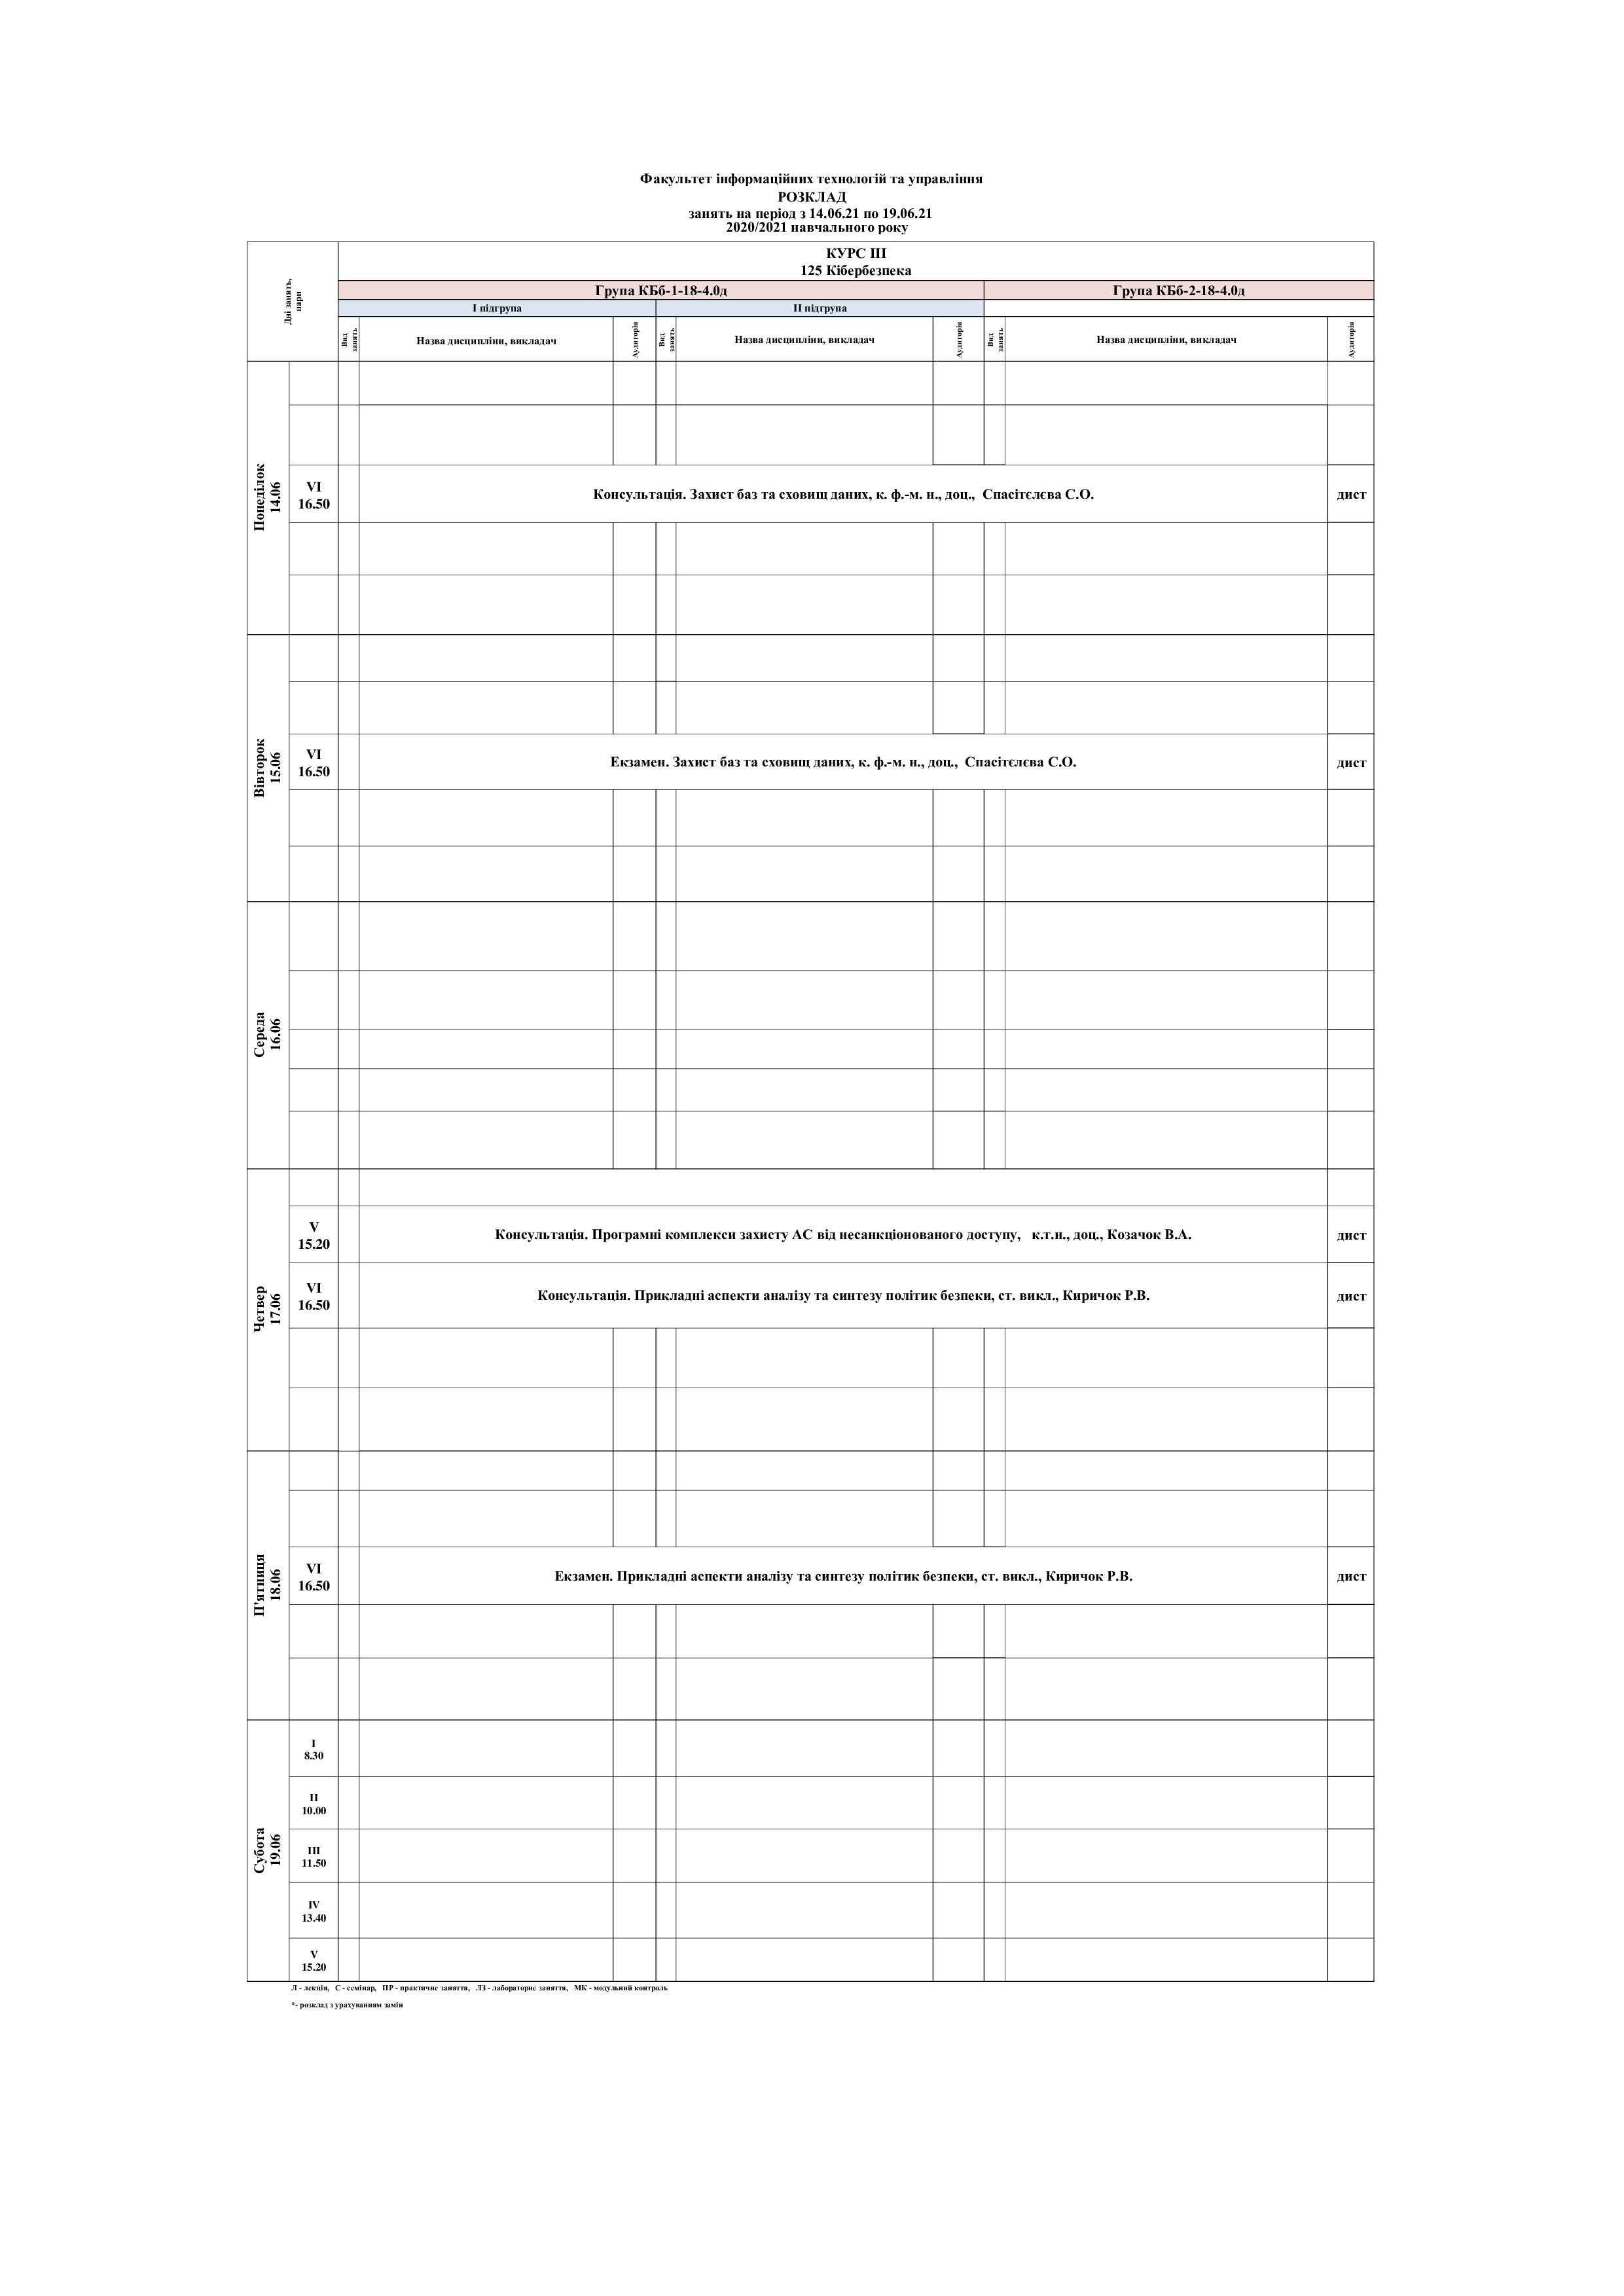 Факультет інформаційних технологій та управління
РОЗКЛАД
занять на період з 14.06.21 по 19.06.21
2020/2021 навчального року
Дні занять,
пари
КУРС ІІІ
125 Кібербезпека
Група КБб-1-18-4.0д
Група КБб-2-18-4.0д
І підгрупа
ІІ підгрупа
Вид
занять
Назва дисципліни, викладач
Аудиторія
Вид
занять
Назва дисципліни, викладач
Аудиторія
Вид
занять
Назва дисципліни, викладач
Аудиторія
Понеділок
14.06
VI
16.50
Консультація. Захист баз та сховищ даних, к. ф.-м. н., доц., Спасітєлєва С.О.
дист
Вівторок
15.06
VI
16.50
Екзамен. Захист баз та сховищ даних, к. ф.-м. н., доц., Спасітєлєва С.О.
дист
Середа
16.06
Четвер
17.06
V
15.20
Консультація. Програмні комплекси захисту АС від несанкціонованого доступу, к.т.н., доц., Козачок В.А.
дист
VI
16.50
Консультація. Прикладні аспекти аналізу та синтезу політик безпеки, ст. викл., Киричок Р.В.
дист
П'ятниця
18.06
VI
16.50
Екзамен. Прикладні аспекти аналізу та синтезу політик безпеки, ст. викл., Киричок Р.В.
дист
Субота
19.06
I
8.30
II
10.00
III
11.50
IV
13.40
V
15.20
Л - лекція, С - семінар, ПР - практичне заняття, ЛЗ - лабораторне заняття, МК - модульний контроль
*- розклад з урахуванням замін